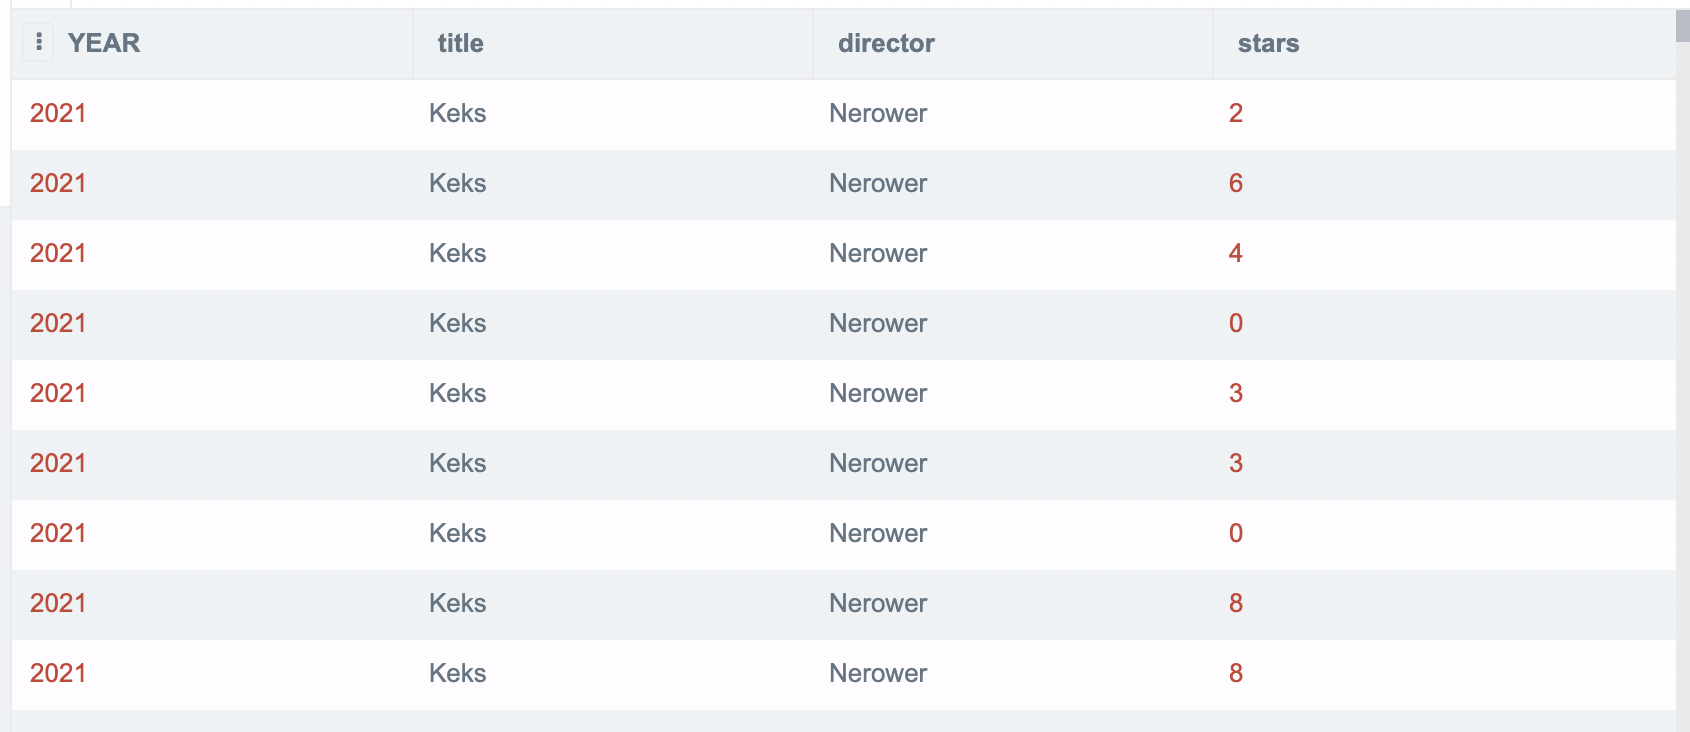 YEAR title director stars
2021 Keks Nerower 2
2021 Keks Nerower 6
2021 Keks Nerower 4
2021 Keks Nerower 0
2021 Keks Nerower 3
2021 Keks Nerower 3
2021 Keks Nerower 0
2021 Keks Nerower 8
2021 Keks Nerower 8